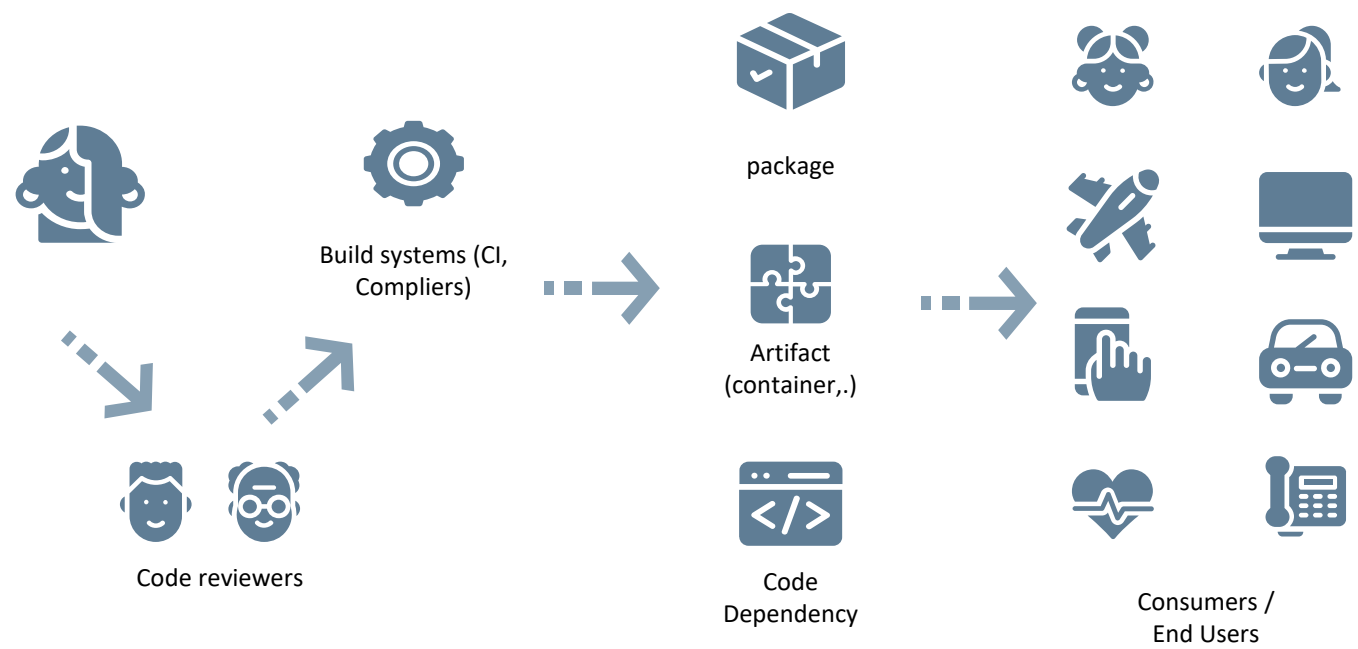 package
Build systems (CI,
Compliers)
Artifact
(container,.)
Code reviewers
Code
Dependency
Consumers /
End Users